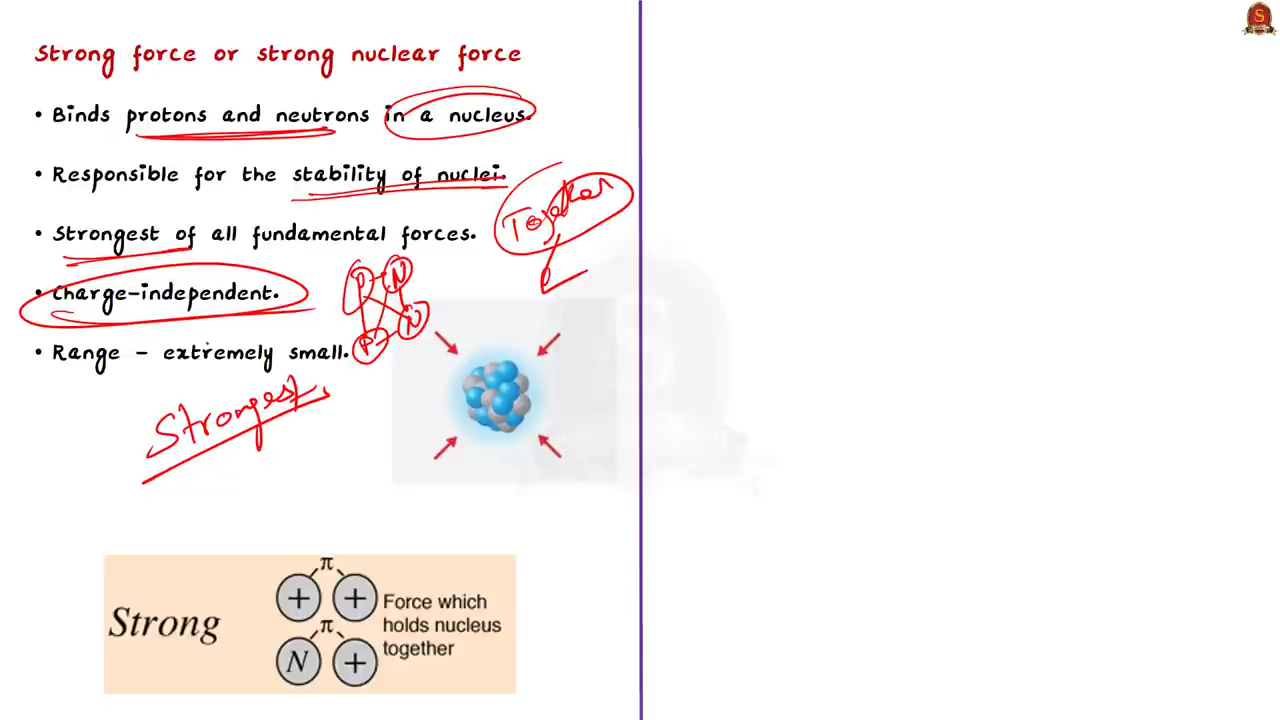 Strong force or strong nuclear force
• Binds protons and neutrons in a nucleus.
• Responsible for the stability of nuclei.
Together
• Strongest of all fundamental forces.
• Charge-independent.
P N
P N
• Range – extremely small.
Strongest
Strong
π
+ +
π
N +
Force which
holds nucleus
together
S